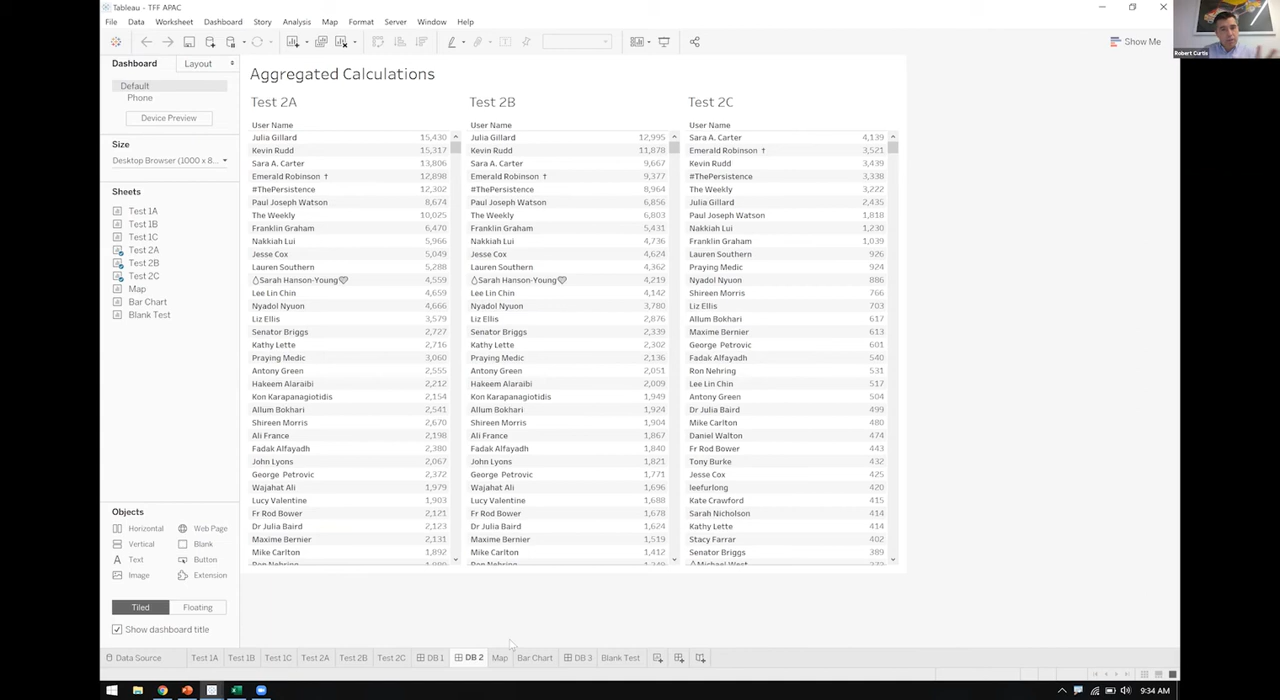 Tableau - TFF APAC
File Data Worksheet Dashboard Story Analysis Map Format Server Window Help
Show Me
Robert Curtis
Dashboard Layout
Default
Phone
Device Preview
Size
Desktop Browser (1000 x 8...
Sheets
Test 1A
Test 1B
Test 1C
Test 2A
Test 2B
Test 2C
Map
Bar Chart
Blank Test
Objects
Horizontal Web Page
Vertical Blank
Text Button
Image Extension
Tiled Floating
Show dashboard title
Aggregated Calculations
Test 2A
User Name
Julia Gillard 15,430
Kevin Rudd 15,317
Sara A. Carter 13,806
Emerald Robinson ✝ 12,898
#ThePersistence 12,302
Paul Joseph Watson 8,674
The Weekly 10,025
Franklin Graham 6,470
Nakkiah Lui 5,966
Jesse Cox 5,049
Lauren Southern 5,288
💧Sarah Hanson-Young💚 4,559
Lee Lin Chin 4,659
Nyadol Nyuon 4,666
Liz Ellis 3,579
Senator Briggs 2,727
Kathy Lette 2,716
Praying Medic 3,060
Antony Green 2,555
Hakeem Alaraibi 2,212
Kon Karapanagiotidis 2,154
Allum Bokhari 2,541
Shireen Morris 2,670
Ali France 2,198
Fadak Alfayadh 2,380
John Lyons 2,067
George Petrovic 2,372
Wajahat Ali 1,979
Lucy Valentine 1,903
Fr Rod Bower 2,121
Dr Julia Baird 2,123
Maxime Bernier 2,131
Mike Carlton 1,892
Ron Nehring
Test 2B
User Name
Julia Gillard 12,995
Kevin Rudd 11,878
Sara A. Carter 9,667
Emerald Robinson ✝ 9,377
#ThePersistence 8,964
Paul Joseph Watson 6,856
The Weekly 6,803
Franklin Graham 5,431
Nakkiah Lui 4,736
Jesse Cox 4,624
Lauren Southern 4,362
💧Sarah Hanson-Young💚 4,219
Lee Lin Chin 4,142
Nyadol Nyuon 3,780
Liz Ellis 2,876
Senator Briggs 2,339
Kathy Lette 2,302
Praying Medic 2,136
Antony Green 2,051
Hakeem Alaraibi 2,009
Kon Karapanagiotidis 1,949
Allum Bokhari 1,924
Shireen Morris 1,904
Ali France 1,867
Fadak Alfayadh 1,840
John Lyons 1,821
George Petrovic 1,771
Wajahat Ali 1,696
Lucy Valentine 1,688
Fr Rod Bower 1,678
Dr Julia Baird 1,624
Maxime Bernier 1,519
Mike Carlton 1,412
Ron Nehring
Test 2C
User Name
Sara A. Carter 4,139
Emerald Robinson ✝ 3,521
Kevin Rudd 3,439
#ThePersistence 3,338
The Weekly 3,222
Julia Gillard 2,435
Paul Joseph Watson 1,818
Nakkiah Lui 1,230
Franklin Graham 1,039
Lauren Southern 926
Praying Medic 924
Nyadol Nyuon 886
Shireen Morris 766
Liz Ellis 703
Allum Bokhari 617
Maxime Bernier 613
George Petrovic 601
Fadak Alfayadh 540
Ron Nehring 531
Lee Lin Chin 517
Antony Green 504
Dr Julia Baird 499
Mike Carlton 480
Daniel Walton 474
Fr Rod Bower 443
Tony Burke 432
Jesse Cox 425
leefurlong 420
Kate Crawford 415
Sarah Nicholson 414
Kathy Lette 414
Stacy Farrar 402
Senator Briggs 389
💧Michael West
Data Source Test 1A Test 1B Test 1C Test 2A Test 2B Test 2C DB 1 DB 2 Map Bar Chart DB 3 Blank Test
9:34 AM